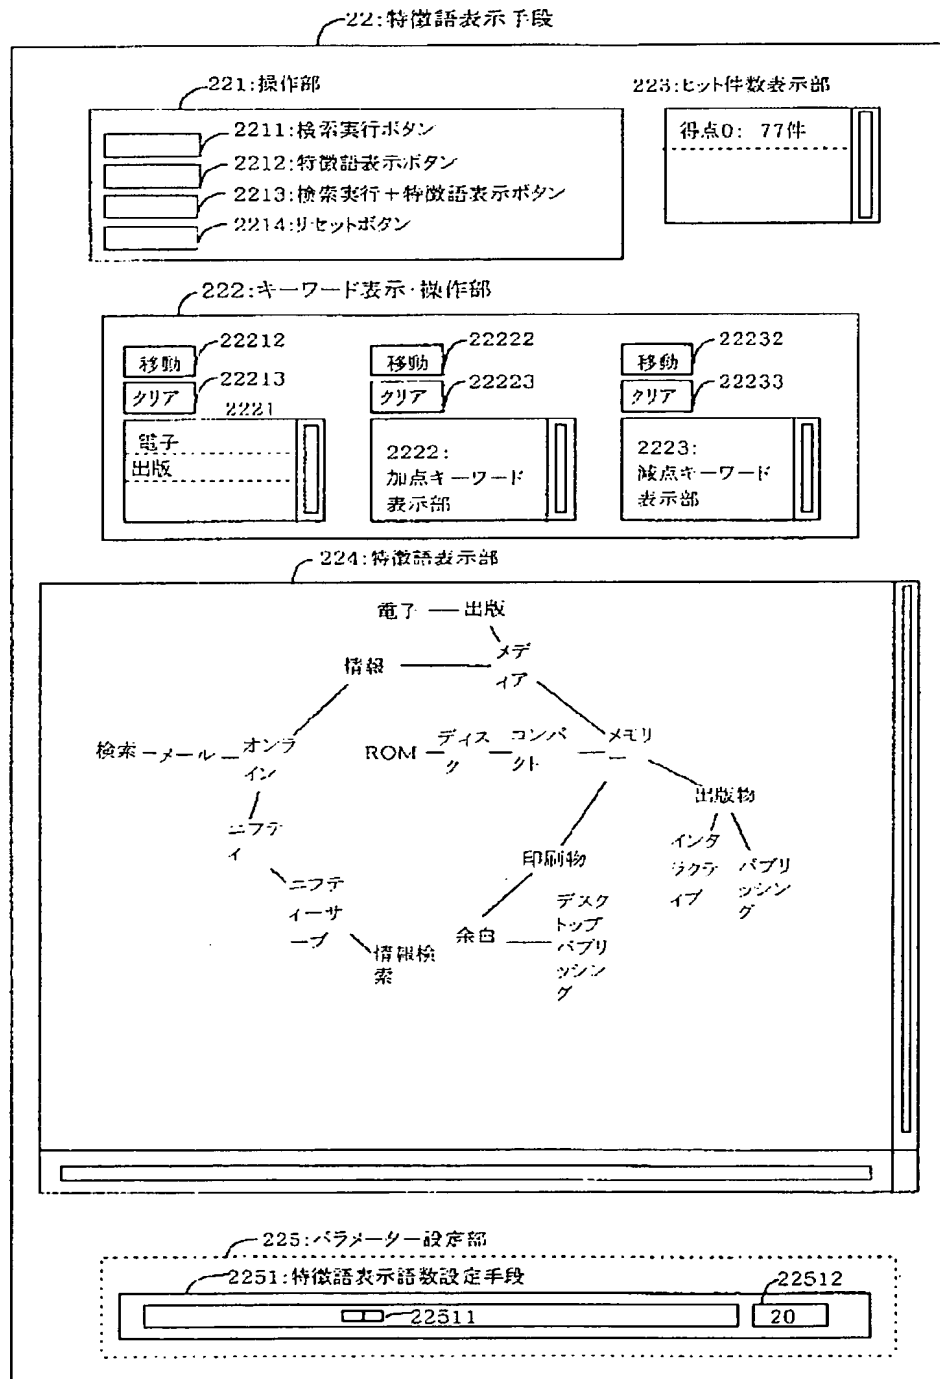 22:特徴語表示手段
221:操作部
223:ヒット件数表示部
2211:検索実行ボタン
2212:特徴語表示ボタン
2213:検索実行+特徴語表示ボタン
2214:リセットボタン
得点0: 77件
222:キーワード表示・操作部
22212
移動
22213
クリア
2221
電子
出版
22222
移動
22223
クリア
2222:
加点キーワード
表示部
22232
移動
22233
クリア
2223:
減点キーワード
表示部
224:特徴語表示部
電子
出版
メデ
ィア
情報
検索
メール
オンラ
イン
ROM
ディス
ク
コンパ
クト
メモリ
ー
出版物
インタ
ラクテ
ィブ
パブリ
ッシン
グ
ニフテ
ィ
印刷物
ニフテ
ィーサ
ーブ
余白
デスク
トップ
パブリ
ッシン
グ
情報検
索
225:パラメーター設定部
2251:特徴語表示語数設定手段
22511
22512
20